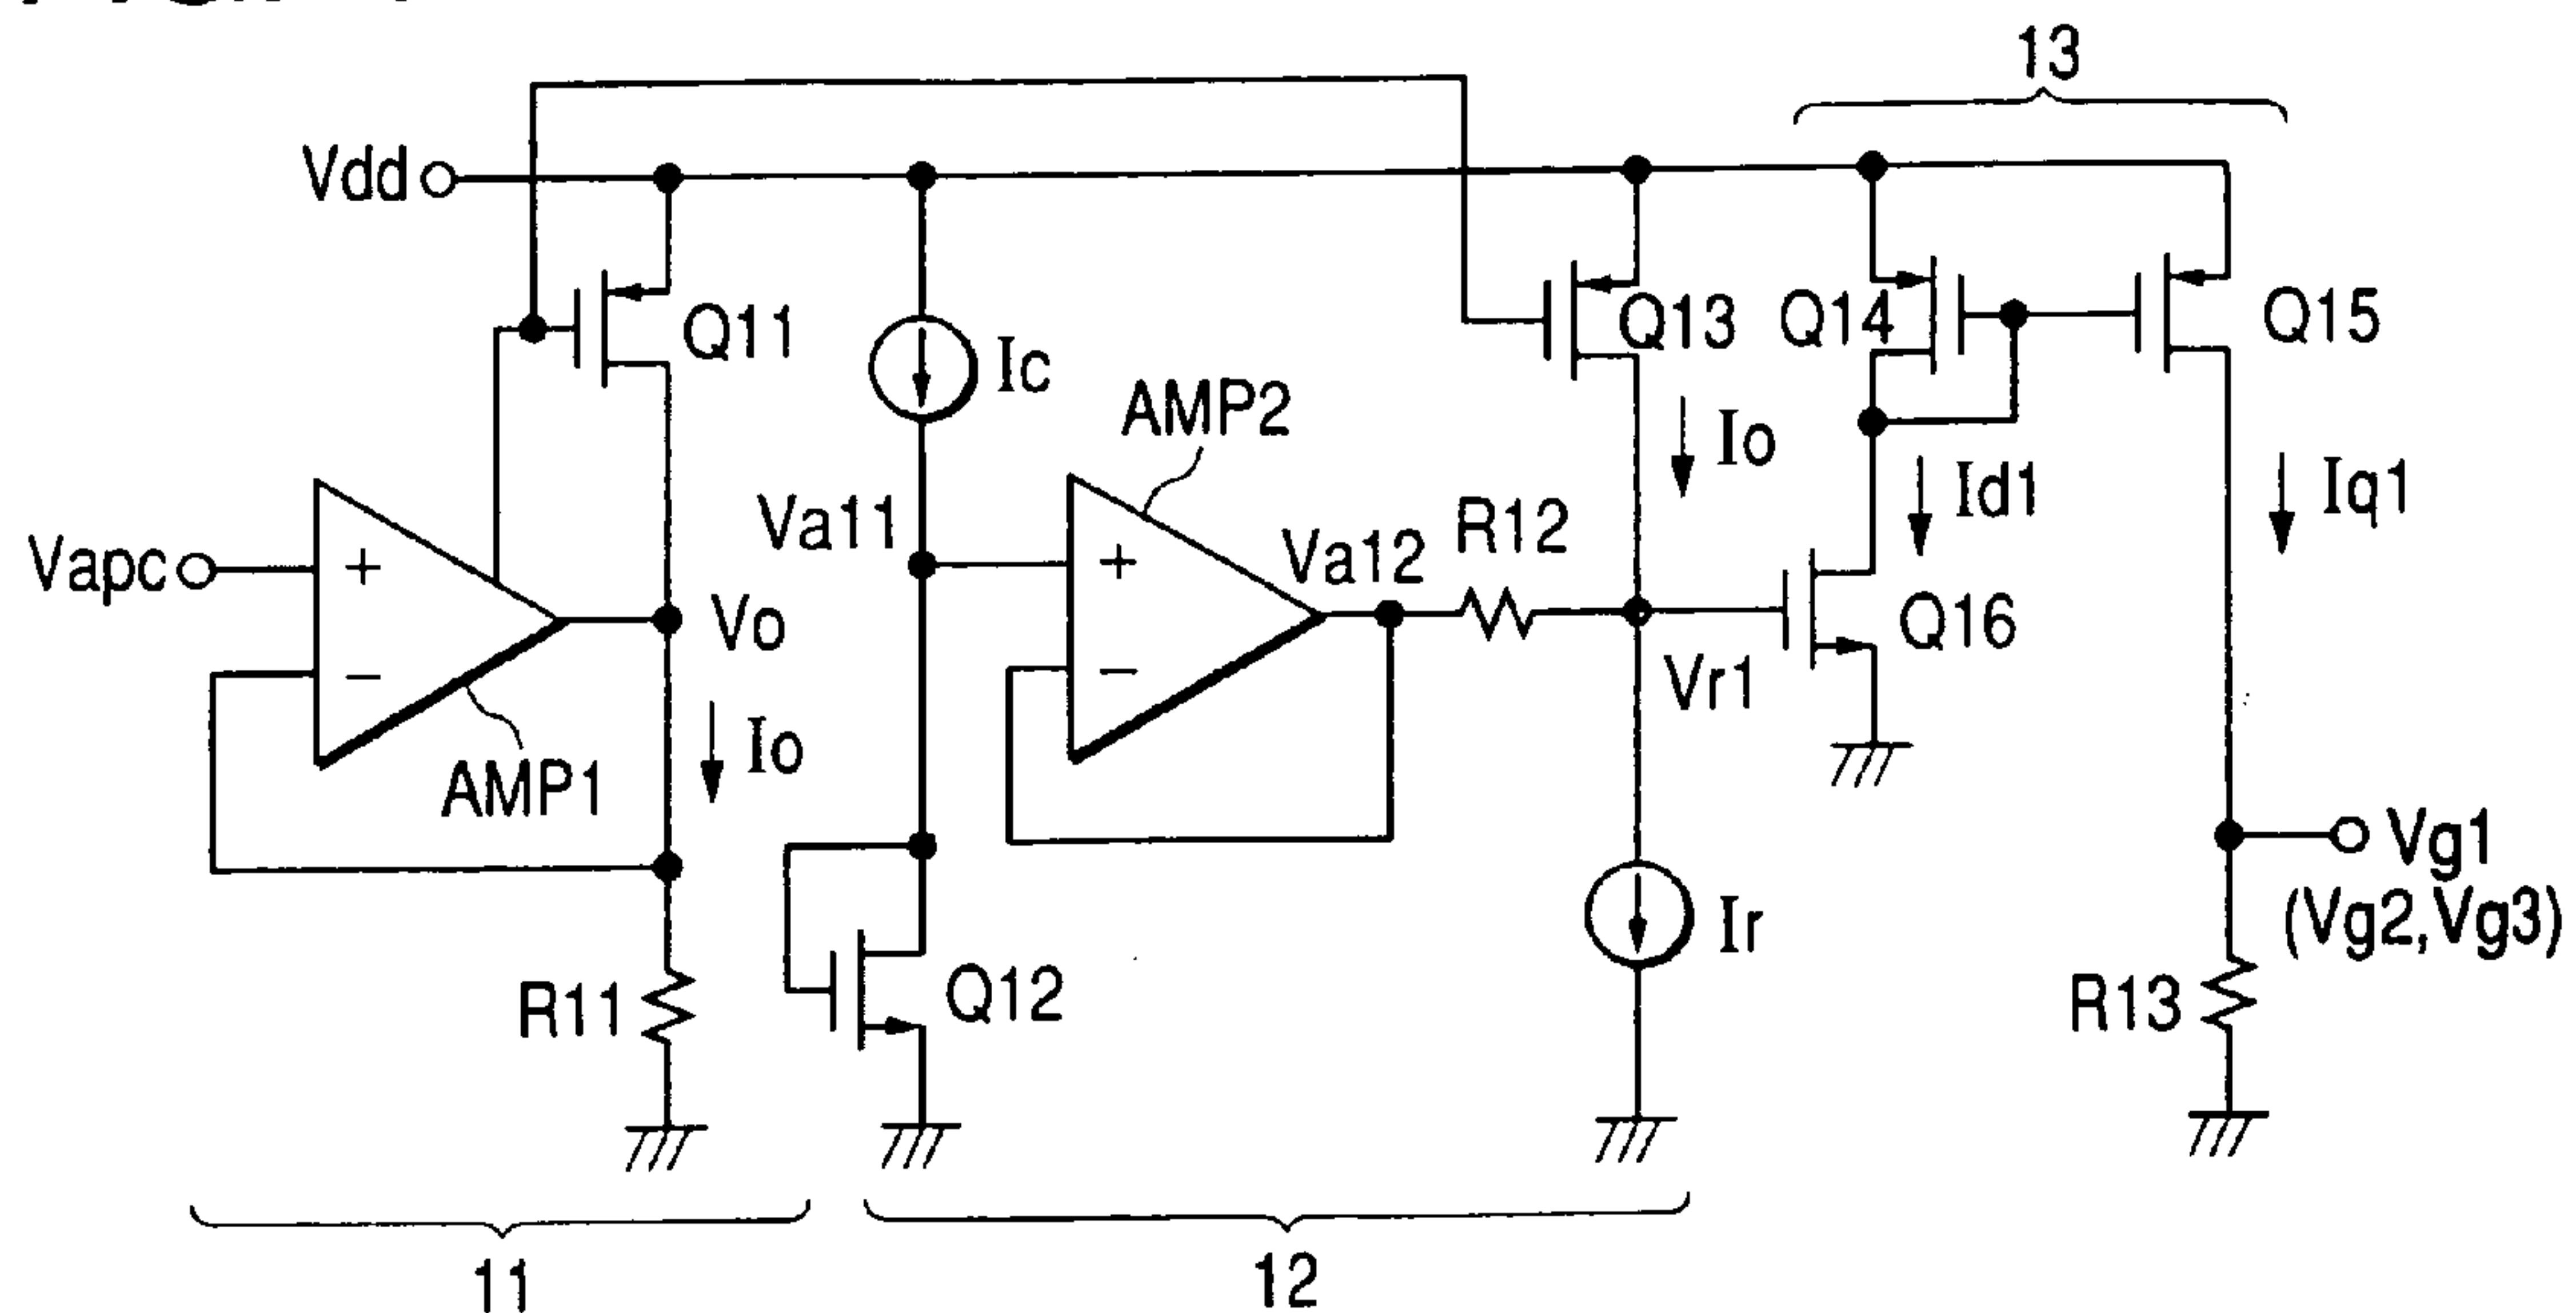 13
Vdd
Q11
Ic
Q13
Q14
Q15
AMP2
Io
Id1
Iq1
Vapc
+
−
Vo
Va11
+
−
Va12
R12
Vr1
Q16
AMP1
Io
Vg1
(Vg2,Vg3)
R11
Q12
Ir
R13
11
12